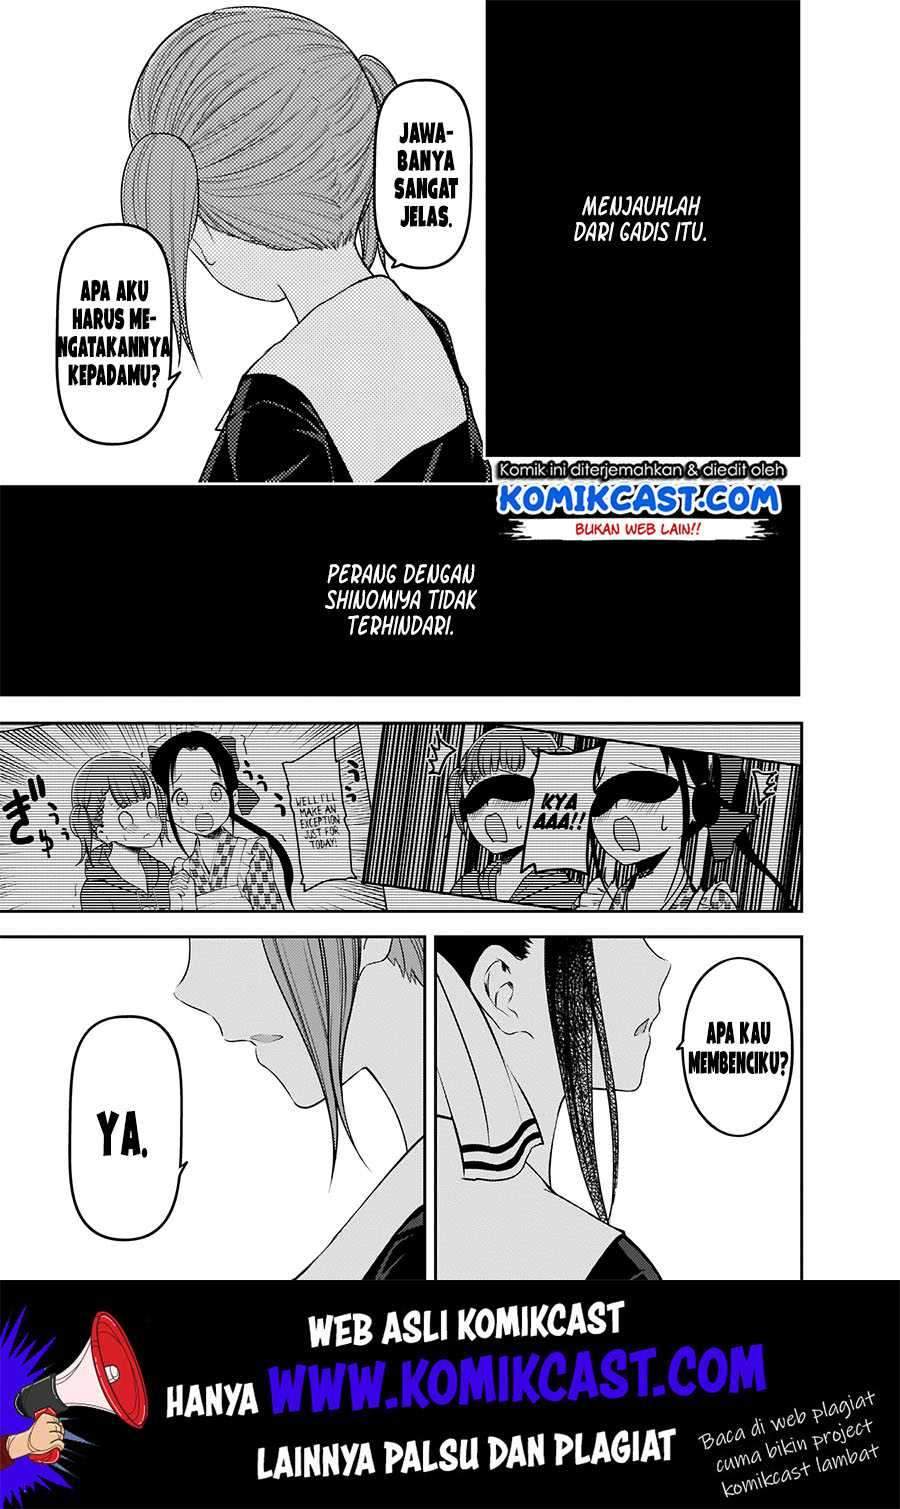 MENJAUHLAH
DARI GADIS ITU.
JAWA-
BANYA
SANGAT
JELAS.
APA AKU
HARUS ME-
NGATAKANNYA
KEPADAMU?
Komik ini diterjemahkan & diedit oleh
KOMIKCAST.COM
BUKAN WEB LAIN!!
PERANG DENGAN
SHINOMIYA TIDAK
TERHINDARI.
KYA
AAA!!
WELL I'LL
MAKE AN
EXCEPTION
JUST FOR
TODAY!
ぎゅぅ
APA KAU
MEMBENCIKU?
YA.
WEB ASLI KOMIKCAST
HANYA WWW.KOMIKCAST.COM
LAINNYA PALSU DAN PLAGIAT
Baca di web plagiat
cuma bikin project
komikcast lambat